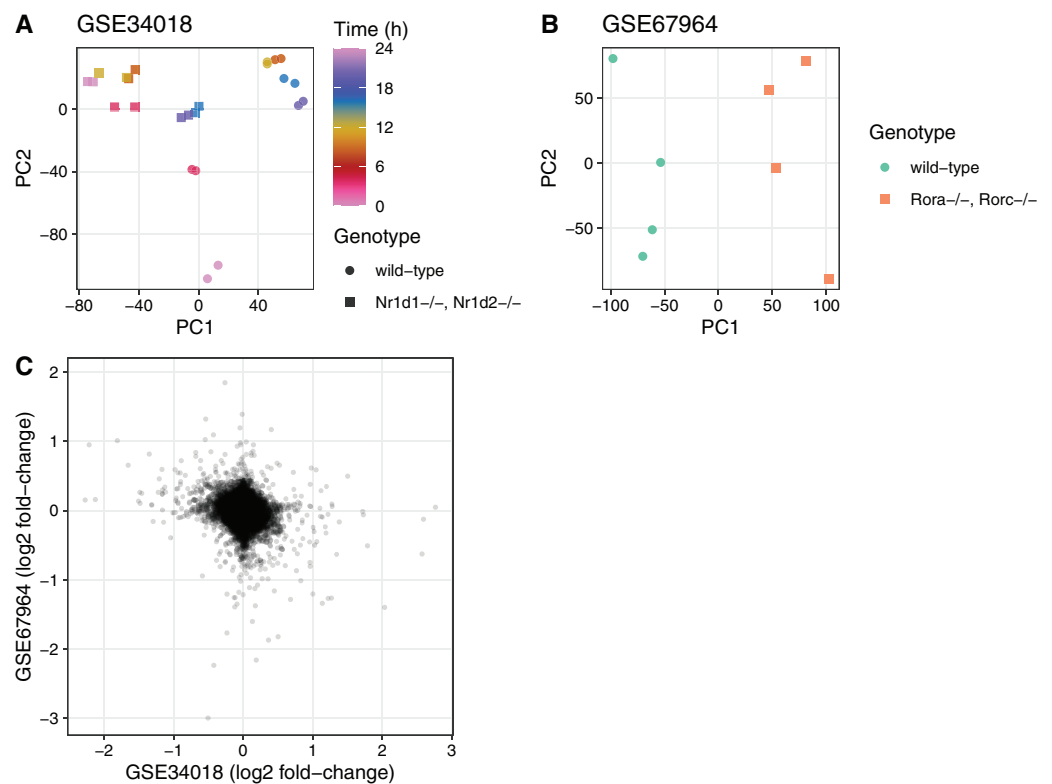 A GSE34018
PC2
0
−40
−80
−80 −40 0 40
PC1
Time (h)
24
18
12
6
0
Genotype
wild−type
Nr1d1−/−, Nr1d2−/−
B GSE67964
PC2
50
0
−50
−100 −50 0 50 100
PC1
Genotype
wild−type
Rora−/−, Rorc−/−
C
GSE67964 (log2 fold−change)
2
1
0
−1
−2
−3
−2 −1 0 1 2 3
GSE34018 (log2 fold−change)